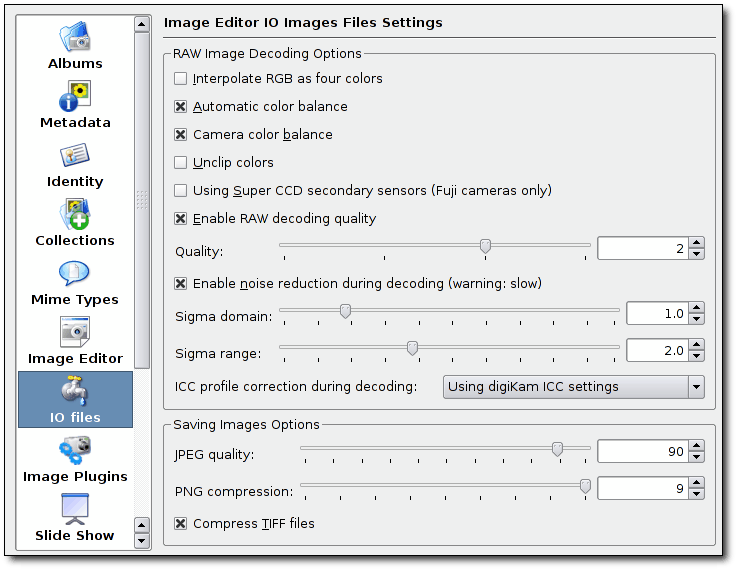 Albums
Metadata
Identity
Collections
Mime Types
Image Editor
IO files
Image Plugins
Slide Show
Image Editor IO Images Files Settings
RAW Image Decoding Options
Interpolate RGB as four colors
Automatic color balance
Camera color balance
Unclip colors
Using Super CCD secondary sensors (Fuji cameras only)
Enable RAW decoding quality
Quality: 2
Enable noise reduction during decoding (warning: slow)
Sigma domain: 1.0
Sigma range: 2.0
ICC profile correction during decoding: Using digiKam ICC settings
Saving Images Options
JPEG quality: 90
PNG compression: 9
Compress TIFF files